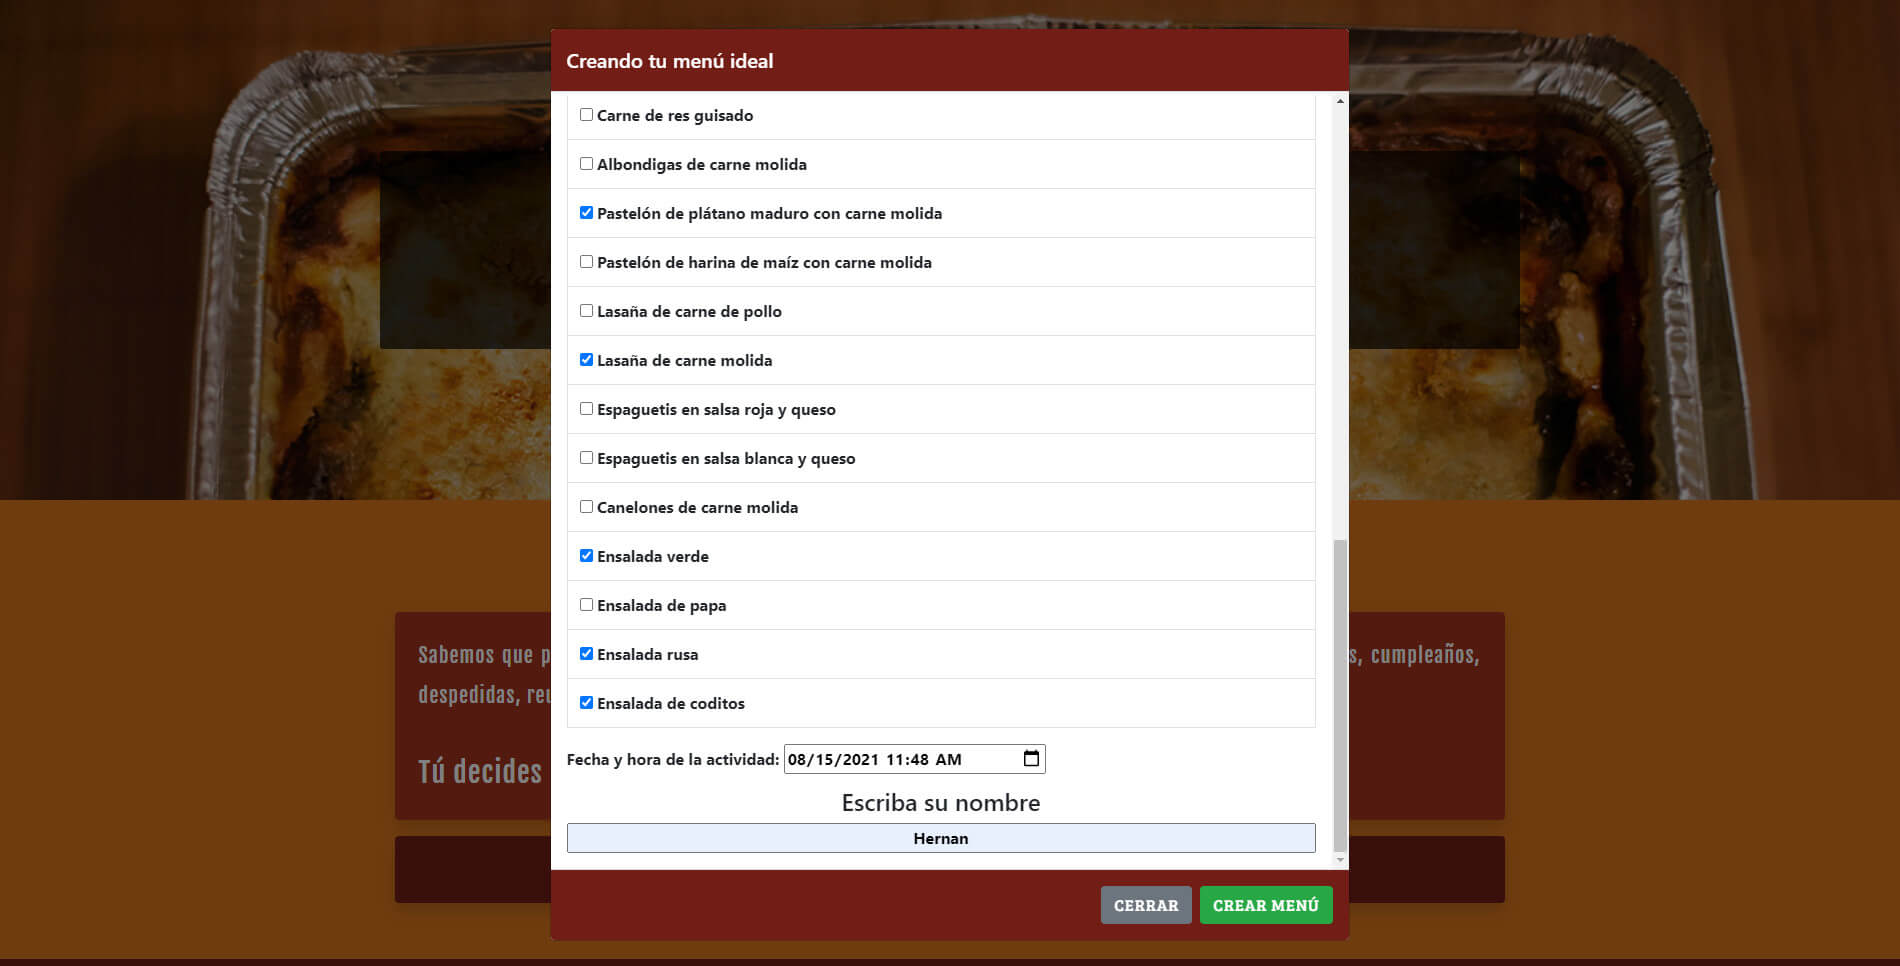 Creando tu menú ideal
Carne de res guisado
Albondigas de carne molida
Pastelón de plátano maduro con carne molida
Pastelón de harina de maíz con carne molida
Lasaña de carne de pollo
Lasaña de carne molida
Espaguetis en salsa roja y queso
Espaguetis en salsa blanca y queso
Canelones de carne molida
Ensalada verde
Ensalada de papa
Ensalada rusa
Ensalada de coditos
Fecha y hora de la actividad: 08/15/2021 11:48 AM
Escriba su nombre
Hernan
CERRAR CREAR MENÚ
Sabemos que cumpleaños,
despedidas,
Tú decides